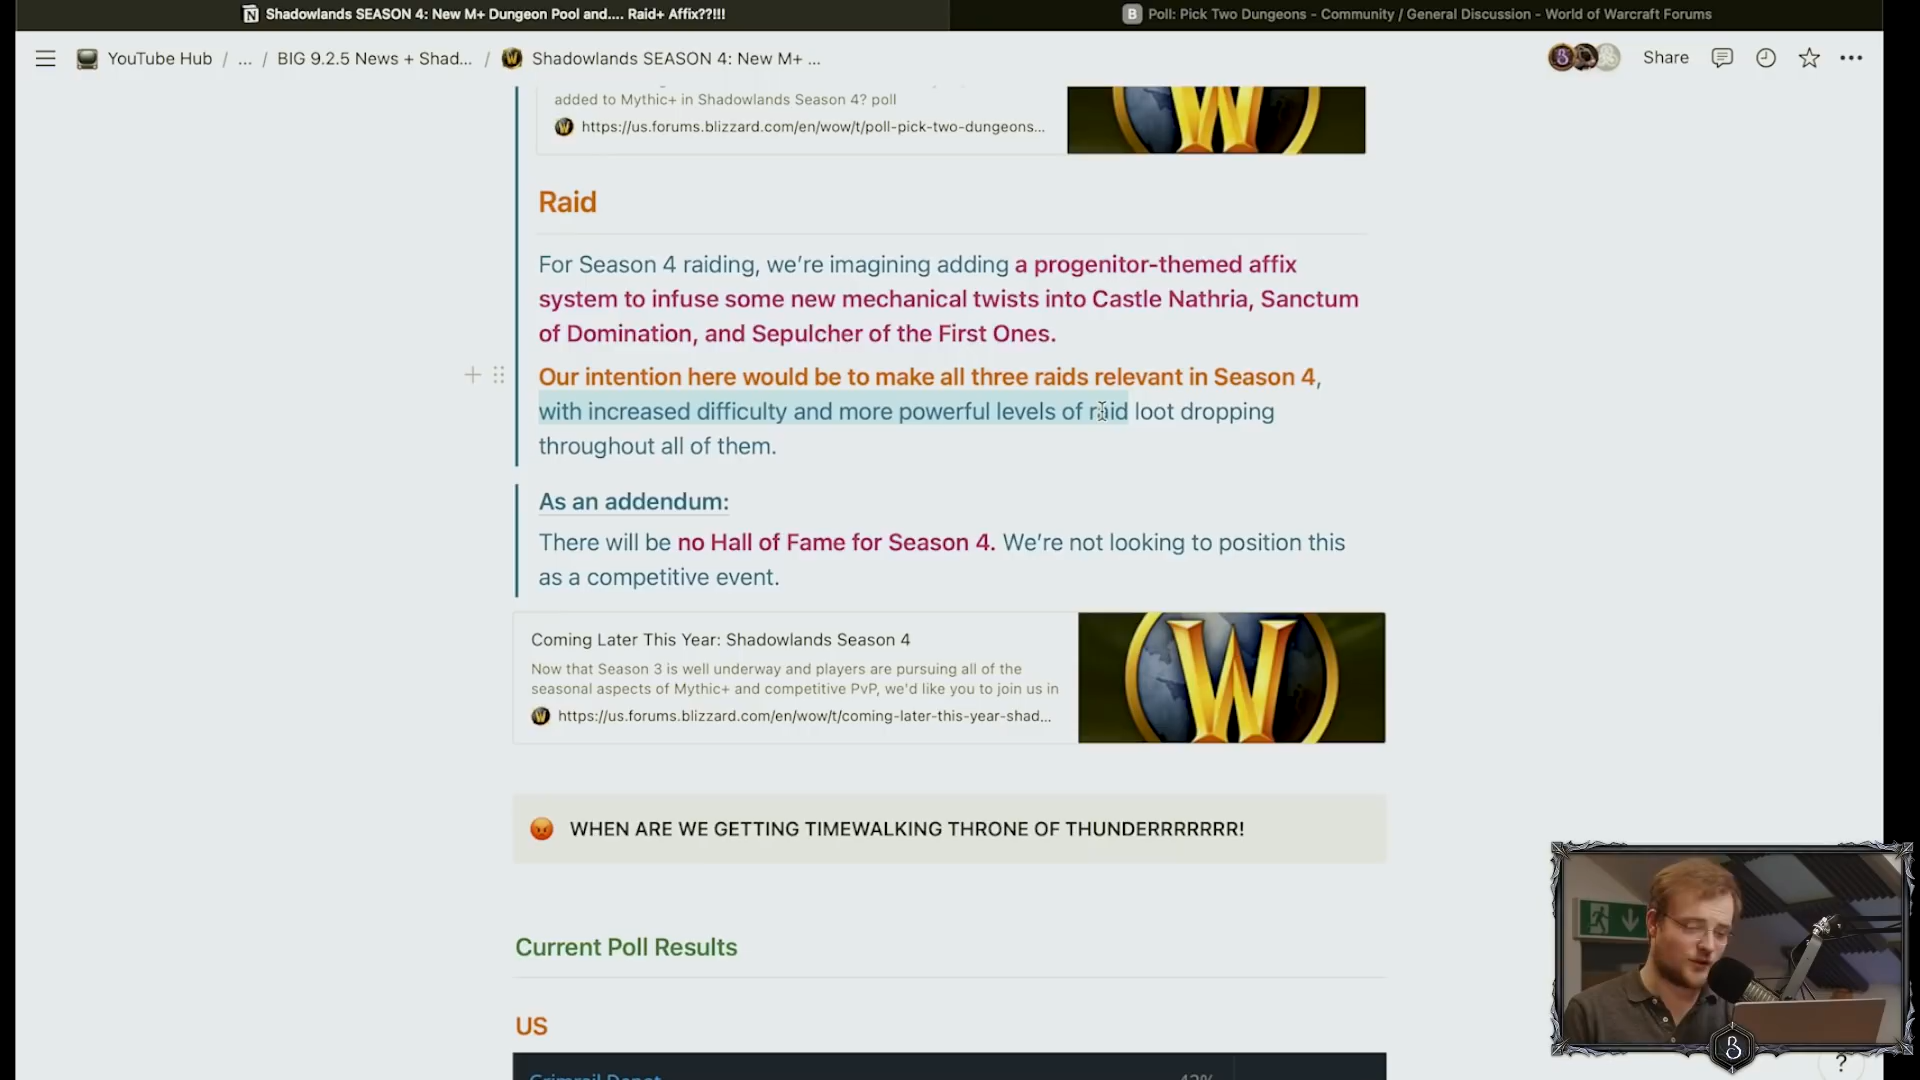 Shadowlands SEASON 4: New M+ Dungeon Pool and.... Raid+ Affix??!!!
Poll: Pick Two Dungeons - Community / General Discussion - World of Warcraft Forums
YouTube Hub / ... / BIG 9.2.5 News + Shad... / Shadowlands SEASON 4: New M+ ...
Share
added to Mythic+ in Shadowlands Season 4? poll
https://us.forums.blizzard.com/en/wow/t/poll-pick-two-dungeons...
Raid
For Season 4 raiding, we’re imagining adding a progenitor-themed affix
system to infuse some new mechanical twists into Castle Nathria, Sanctum
of Domination, and Sepulcher of the First Ones.
Our intention here would be to make all three raids relevant in Season 4,
with increased difficulty and more powerful levels of raid loot dropping
throughout all of them.
As an addendum:
There will be no Hall of Fame for Season 4. We’re not looking to position this
as a competitive event.
Coming Later This Year: Shadowlands Season 4
Now that Season 3 is well underway and players are pursuing all of the
seasonal aspects of Mythic+ and competitive PvP, we'd like you to join us in
https://us.forums.blizzard.com/en/wow/t/coming-later-this-year-shad...
WHEN ARE WE GETTING TIMEWALKING THRONE OF THUNDERRRRRRR!
Current Poll Results
US
Grimrail Depot
B
?